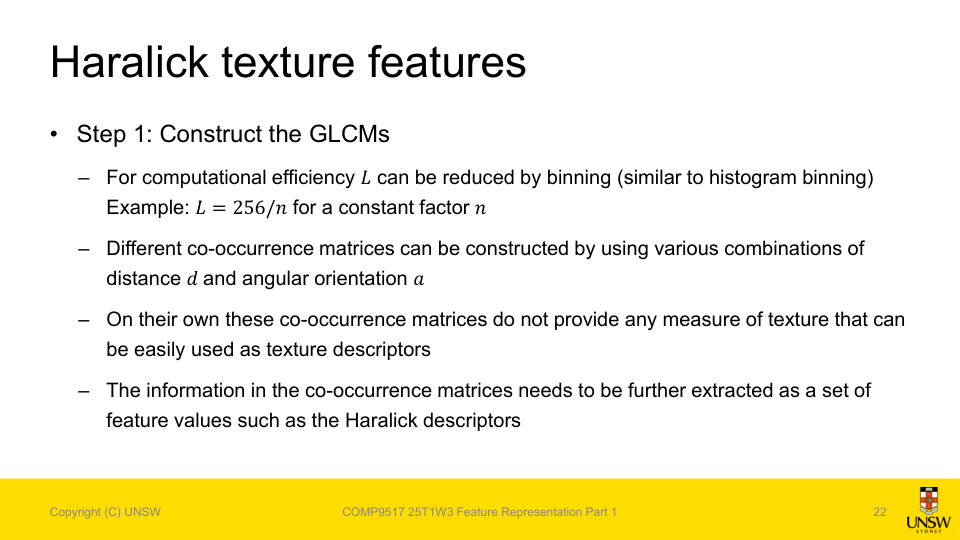 Haralick texture features
• Step 1: Construct the GLCMs
– For computational efficiency 𝐿 can be reduced by binning (similar to histogram binning)
Example: 𝐿 = 256/𝑛 for a constant factor 𝑛
– Different co-occurrence matrices can be constructed by using various combinations of
distance 𝑑 and angular orientation 𝑎
– On their own these co-occurrence matrices do not provide any measure of texture that can
be easily used as texture descriptors
– The information in the co-occurrence matrices needs to be further extracted as a set of
feature values such as the Haralick descriptors
Copyright (C) UNSW
COMP9517 25T1W3 Feature Representation Part 1
22
UNSW
SYDNEY